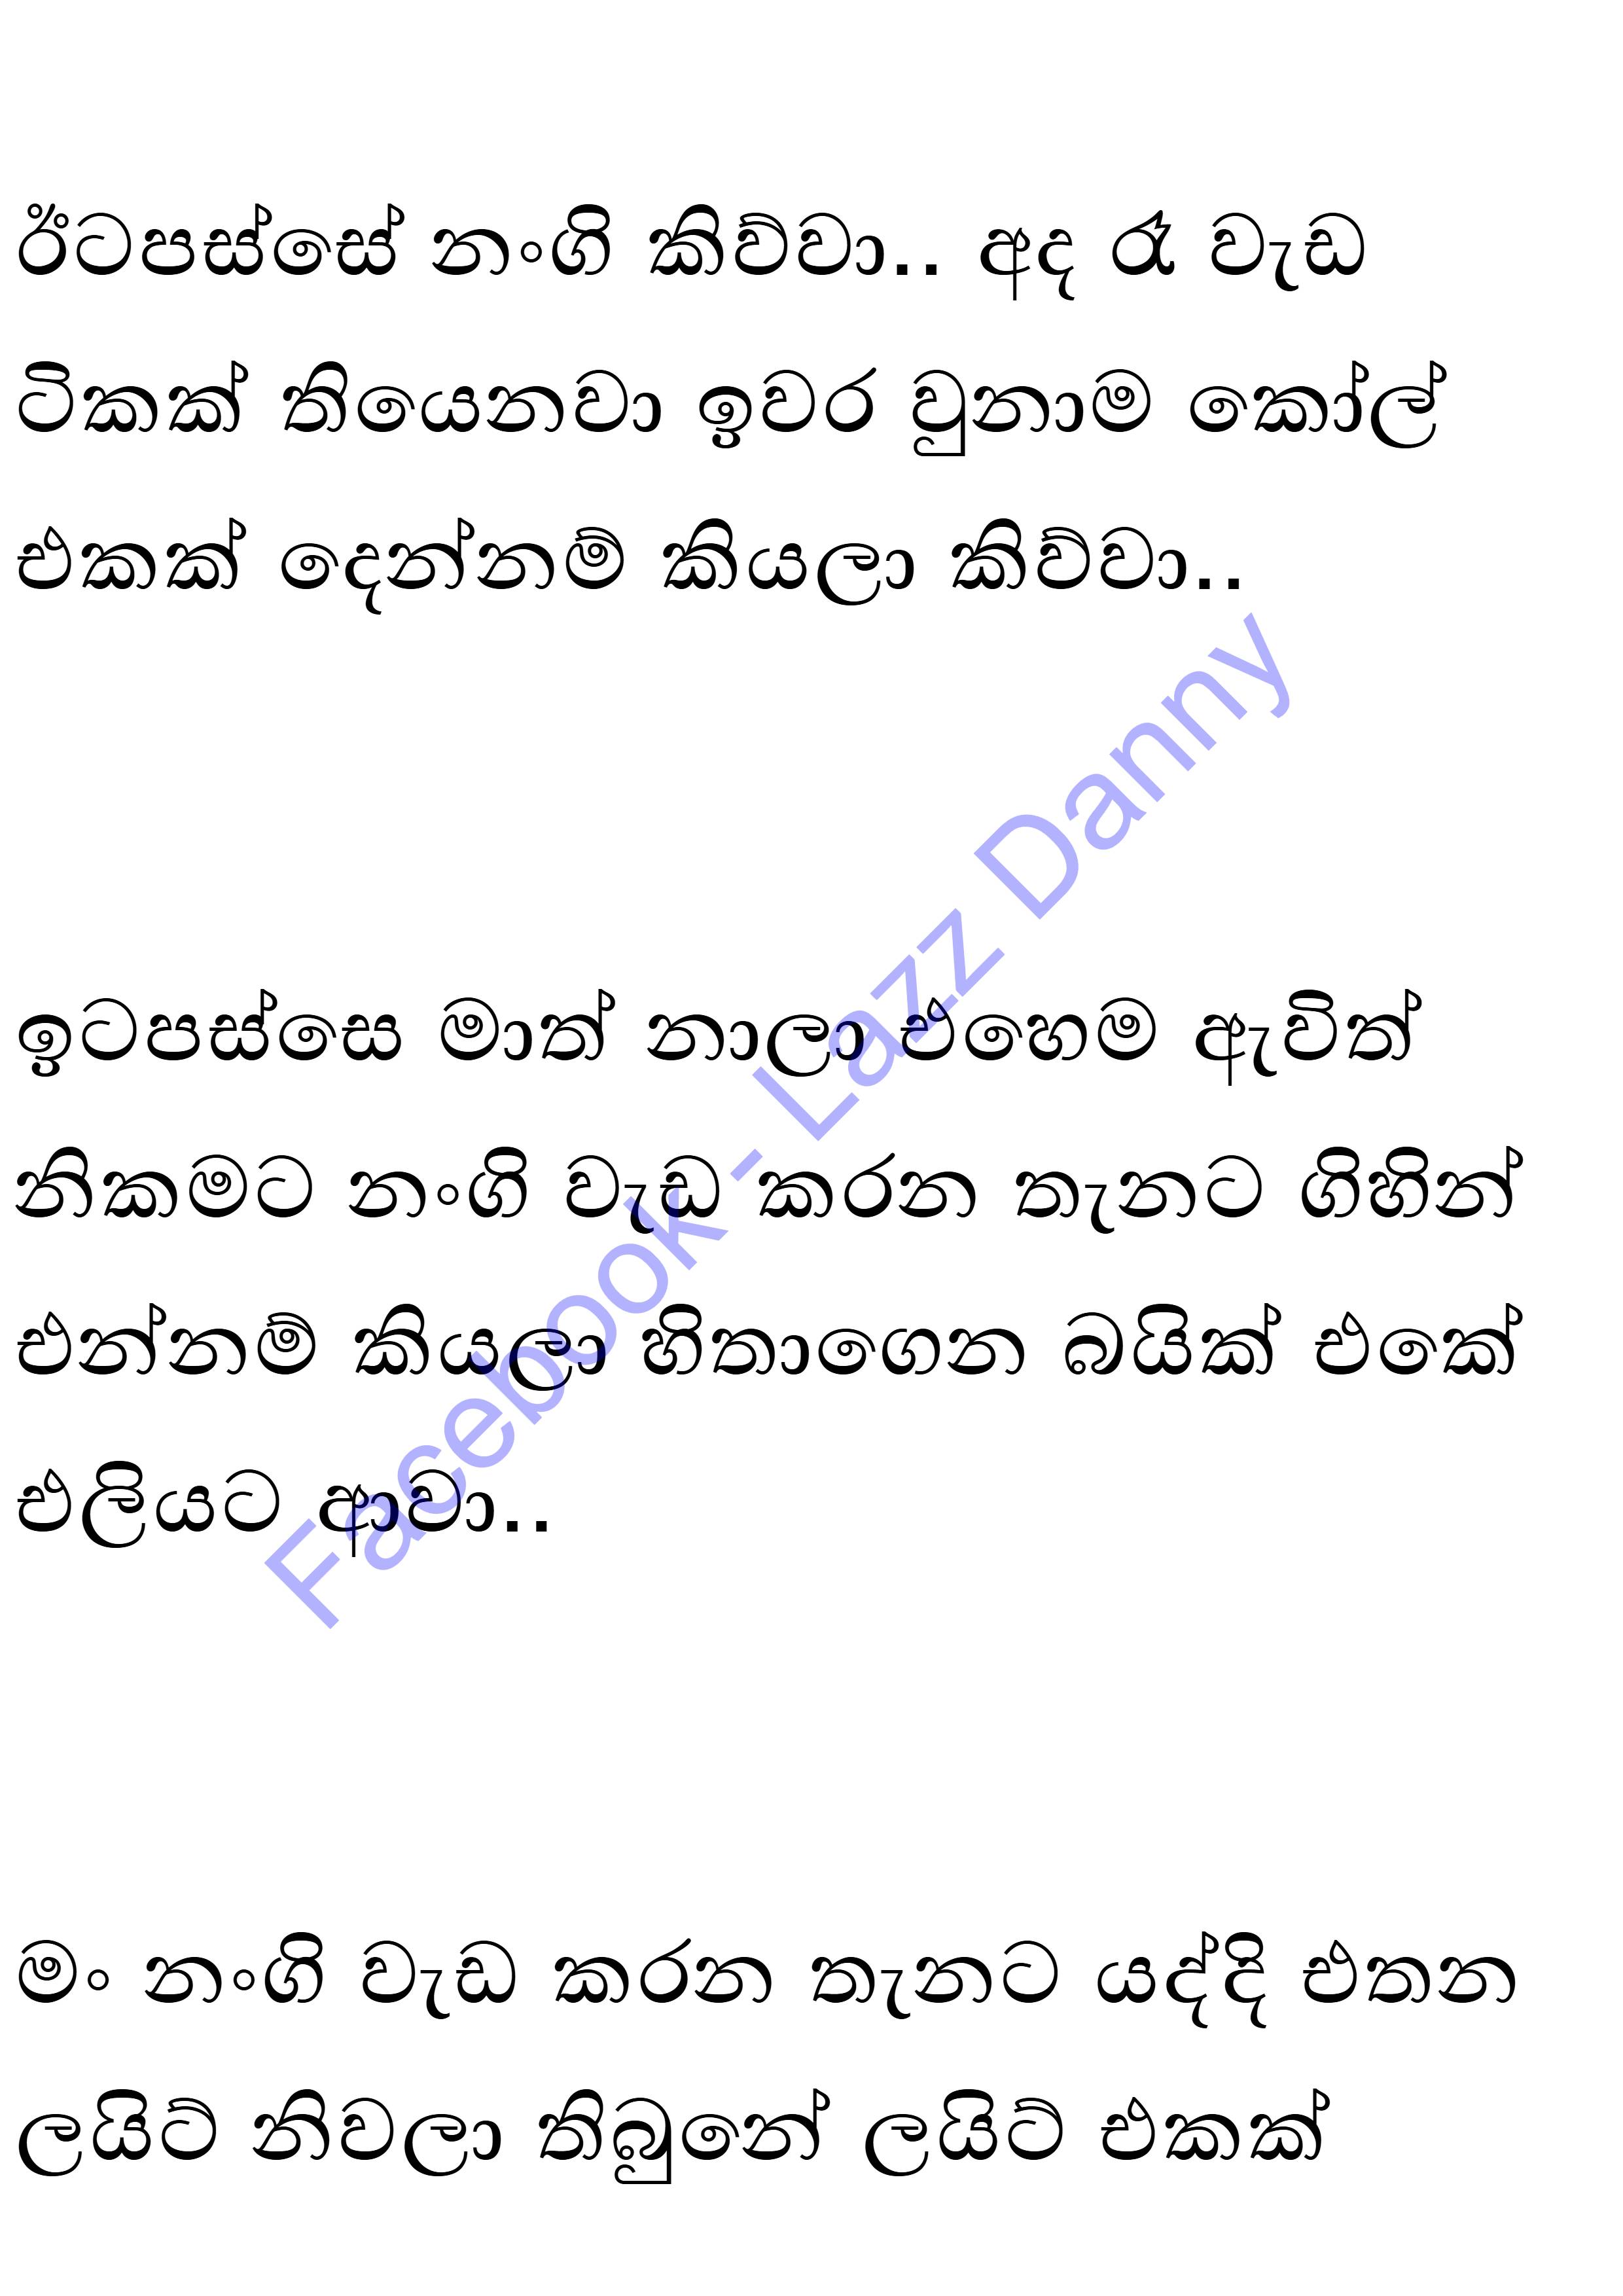 ඊටපස්සේ නංගි කිව්වා.. අද රෑ වැඩ
ටිකක් තියෙනවා ඉවර වුනාම කෝල්
එකක් දෙන්නම් කියලා කිව්වා..
ඉටපස්සෙ මාත් නාලා එහෙම ඇවිත්
නිකමට නංගි වැඩ කරන තැනට ගිහින්
එන්නම් කියලා හිතාගෙන බයික් එකේ
එලියට ආවා..
මං නංගි වැඩ කරන තැනට යද්දි එතන
ලයිට් නිවලා තිබුනේ ලයිට් එකක්
Facebook - Lazz Danny